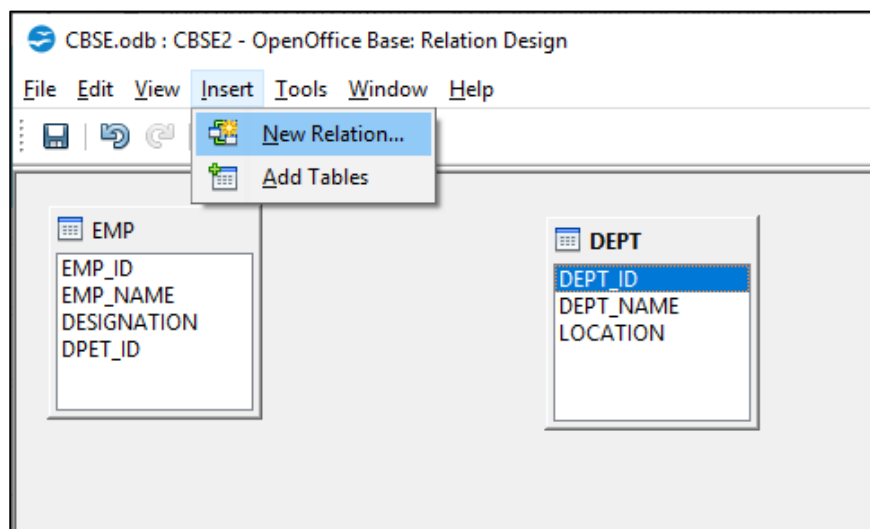 CBSE.odb : CBSE2 - OpenOffice Base: Relation Design
File Edit View Insert Tools Window Help
New Relation...
Add Tables
EMP
EMP_ID
EMP_NAME
DESIGNATION
DPET_ID
DEPT
DEPT_ID
DEPT_NAME
LOCATION